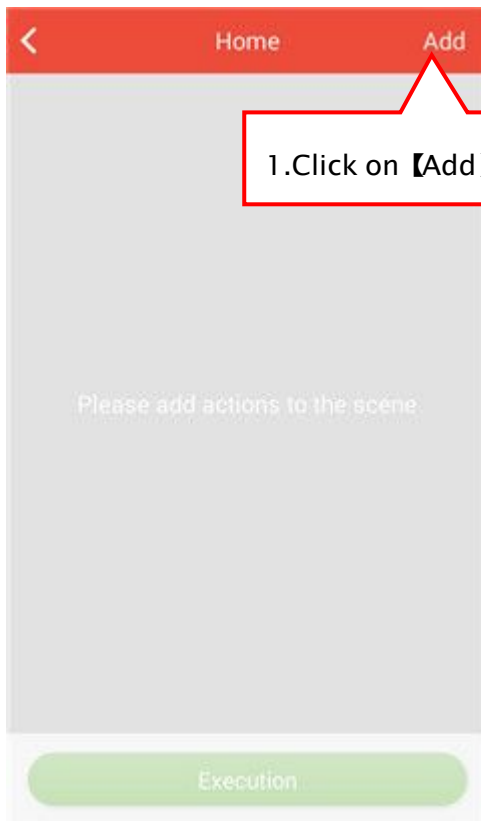 Home Add
1.Click on【Add】
Please add actions to the scene
Execution